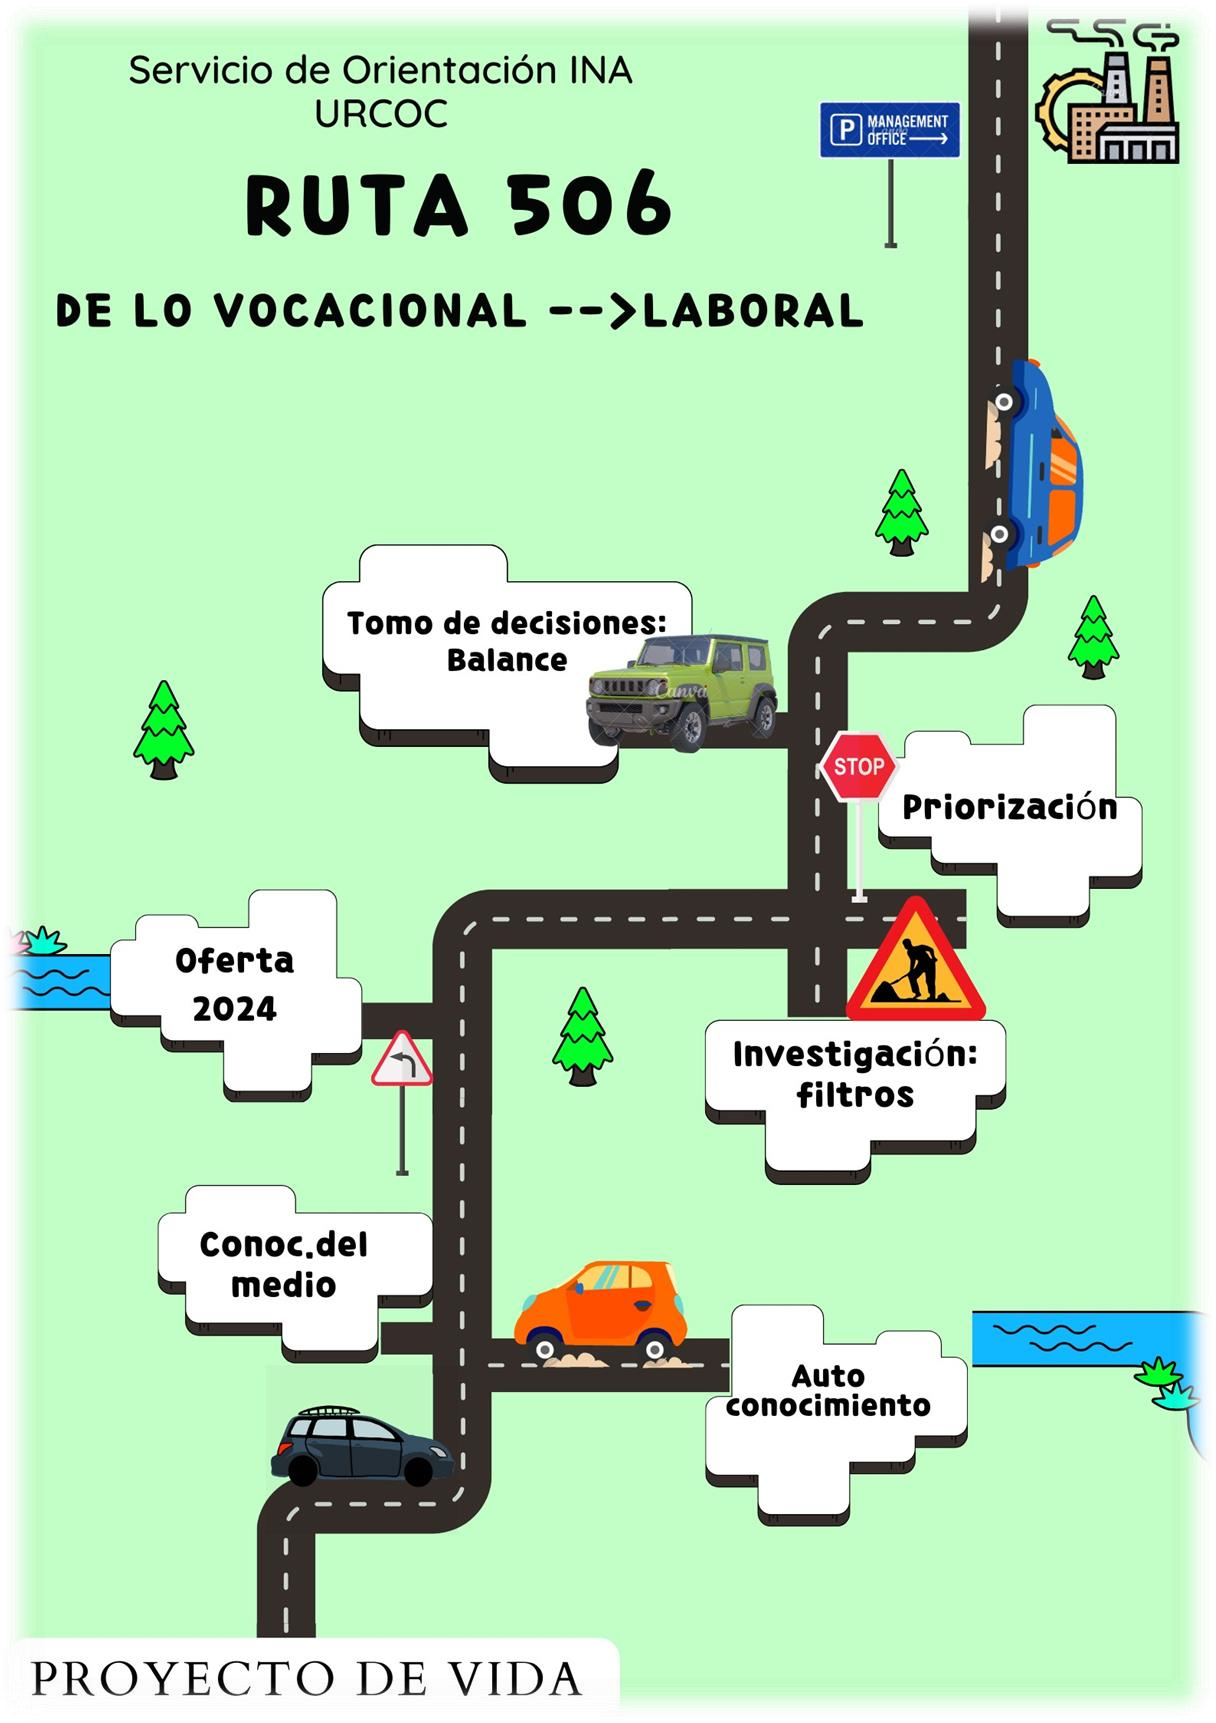 Servicio de Orientación INA
URCOC
RUTA 506
DE LO VOCACIONAL -->LABORAL
P MANAGEMENT
OFFICE
Tomo de decisiones:
Balance
Canva
STOP
Priorización
Oferta
2024
Investigación:
filtros
Conoc.del
medio
Auto
conocimiento
PROYECTO DE VIDA